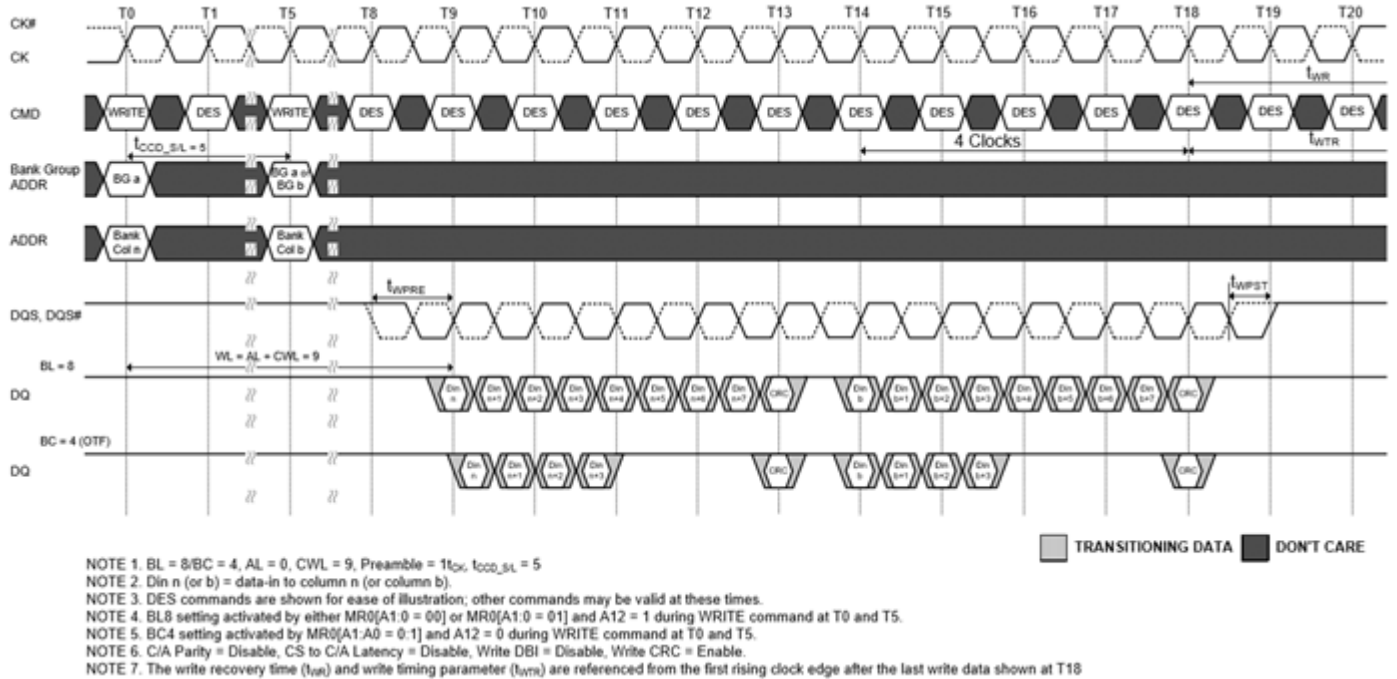 T0 T1 T5 T8 T9 T10 T11 T12 T13 T14 T15 T16 T17 T18 T19 T20
CK#
CK
tWR
CMD WRITE DES WRITE DES DES DES DES DES DES DES DES DES DES DES DES DES
tCCD_S/L = 5 4 Clocks tWTR
Bank Group
ADDR
BG a
BG a or
BG b
ADDR
Bank
Col n
Bank
Col b
tWPRE tWPST
DQS, DQS#
WL = AL + CWL = 9
BL = 8
DQ
Din n Din n+1 Din n+2 Din n+3 Din n+4 Din n+5 Din n+6 Din n+7 CRC Din b Din b+1 Din b+2 Din b+3 Din b+4 Din b+5 Din b+6 Din b+7 CRC
BC = 4 (OTF)
DQ
Din n Din n+1 Din n+2 Din n+3 CRC Din b Din b+1 Din b+2 Din b+3 CRC
TRANSITIONING DATA DON'T CARE
NOTE 1. BL = 8/BC = 4, AL = 0, CWL = 9, Preamble = 1tCK, tCCD_S/L = 5
NOTE 2. Din n (or b) = data-in to column n (or column b).
NOTE 3. DES commands are shown for ease of illustration; other commands may be valid at these times.
NOTE 4. BL8 setting activated by either MR0[A1:0 = 00] or MR0[A1:0 = 01] and A12 = 1 during WRITE command at T0 and T5.
NOTE 5. BC4 setting activated by MR0[A1:A0 = 0:1] and A12 = 0 during WRITE command at T0 and T5.
NOTE 6. C/A Parity = Disable, CS to C/A Latency = Disable, Write DBI = Disable, Write CRC = Enable.
NOTE 7. The write recovery time (tWR) and write timing parameter (tWTR) are referenced from the first rising clock edge after the last write data shown at T18